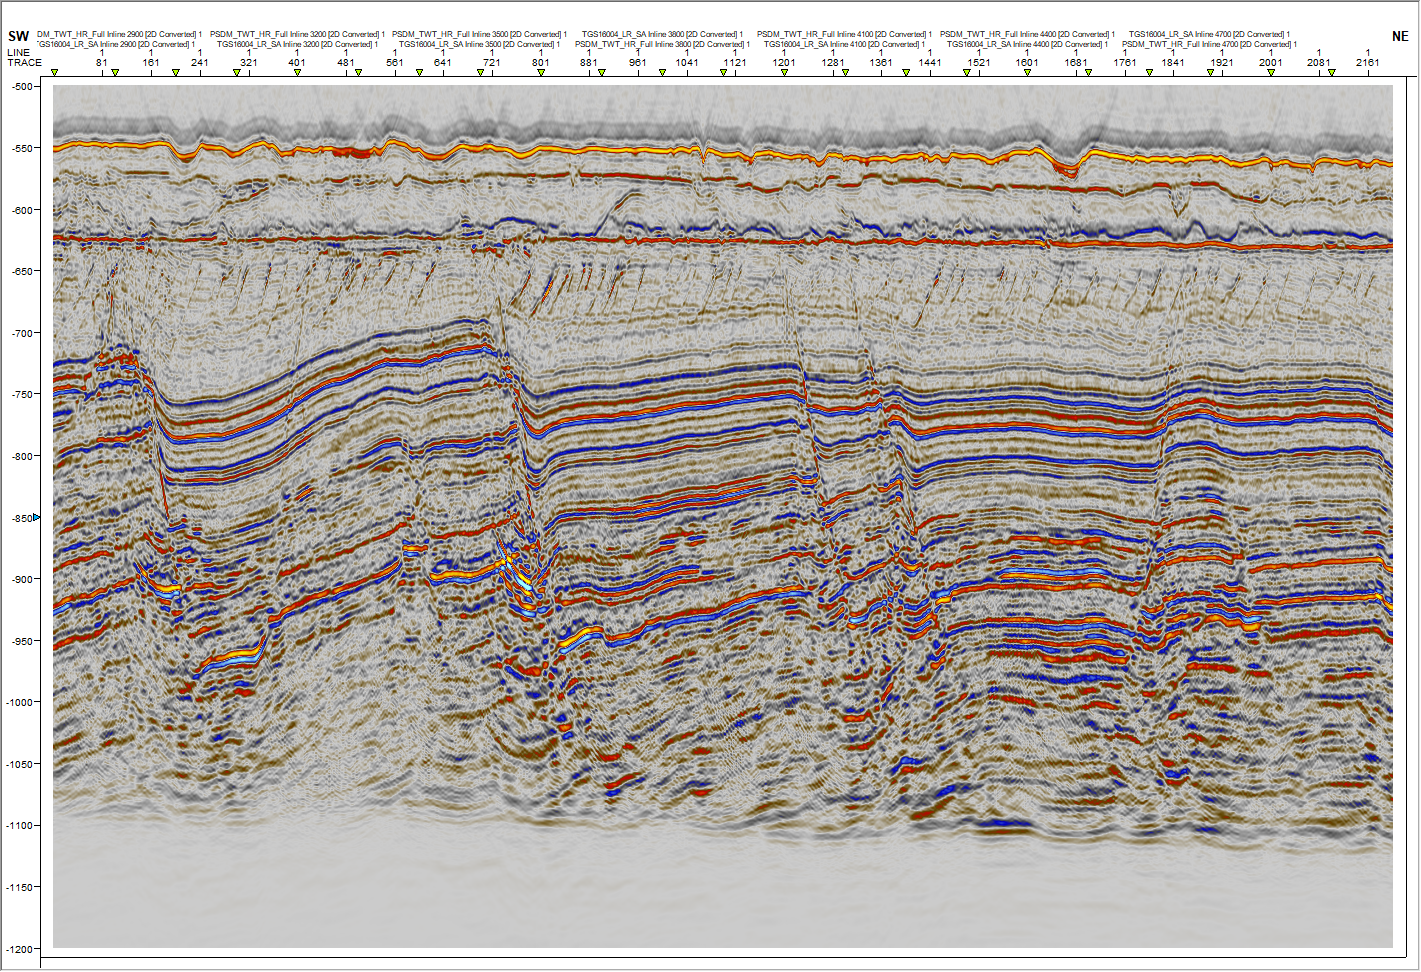 SW
DM_TWT_HR_Full Inline 2900 [2D Converted] 1 PSDM_TWT_HR_Full Inline 3200 [2D Converted] 1 PSDM_TWT_HR_Full Inline 3500 [2D Converted] 1 TGS16004_LR_SA Inline 3800 [2D Converted] 1 PSDM_TWT_HR_Full Inline 4100 [2D Converted] 1 PSDM_TWT_HR_Full Inline 4400 [2D Converted] 1 TGS16004_LR_SA Inline 4700 [2D Converted] 1
NE
TGS16004_LR_SA Inline 2900 [2D Converted] 1 TGS16004_LR_SA Inline 3200 [2D Converted] 1 TGS16004_LR_SA Inline 3500 [2D Converted] 1 PSDM_TWT_HR_Full Inline 3800 [2D Converted] 1 TGS16004_LR_SA Inline 4100 [2D Converted] 1 TGS16004_LR_SA Inline 4400 [2D Converted] 1 PSDM_TWT_HR_Full Inline 4700 [2D Converted] 1
LINE 1 1 1 1 1 1 1 1 1 1 1 1 1 1 1 1 1 1 1 1 1 1 1 1 1 1 1
TRACE 81 161 241 321 401 481 561 641 721 801 881 961 1041 1121 1201 1281 1361 1441 1521 1601 1681 1761 1841 1921 2001 2081 2161
-500
-550
-600
-650
-700
-750
-800
-850
-900
-950
-1000
-1050
-1100
-1150
-1200